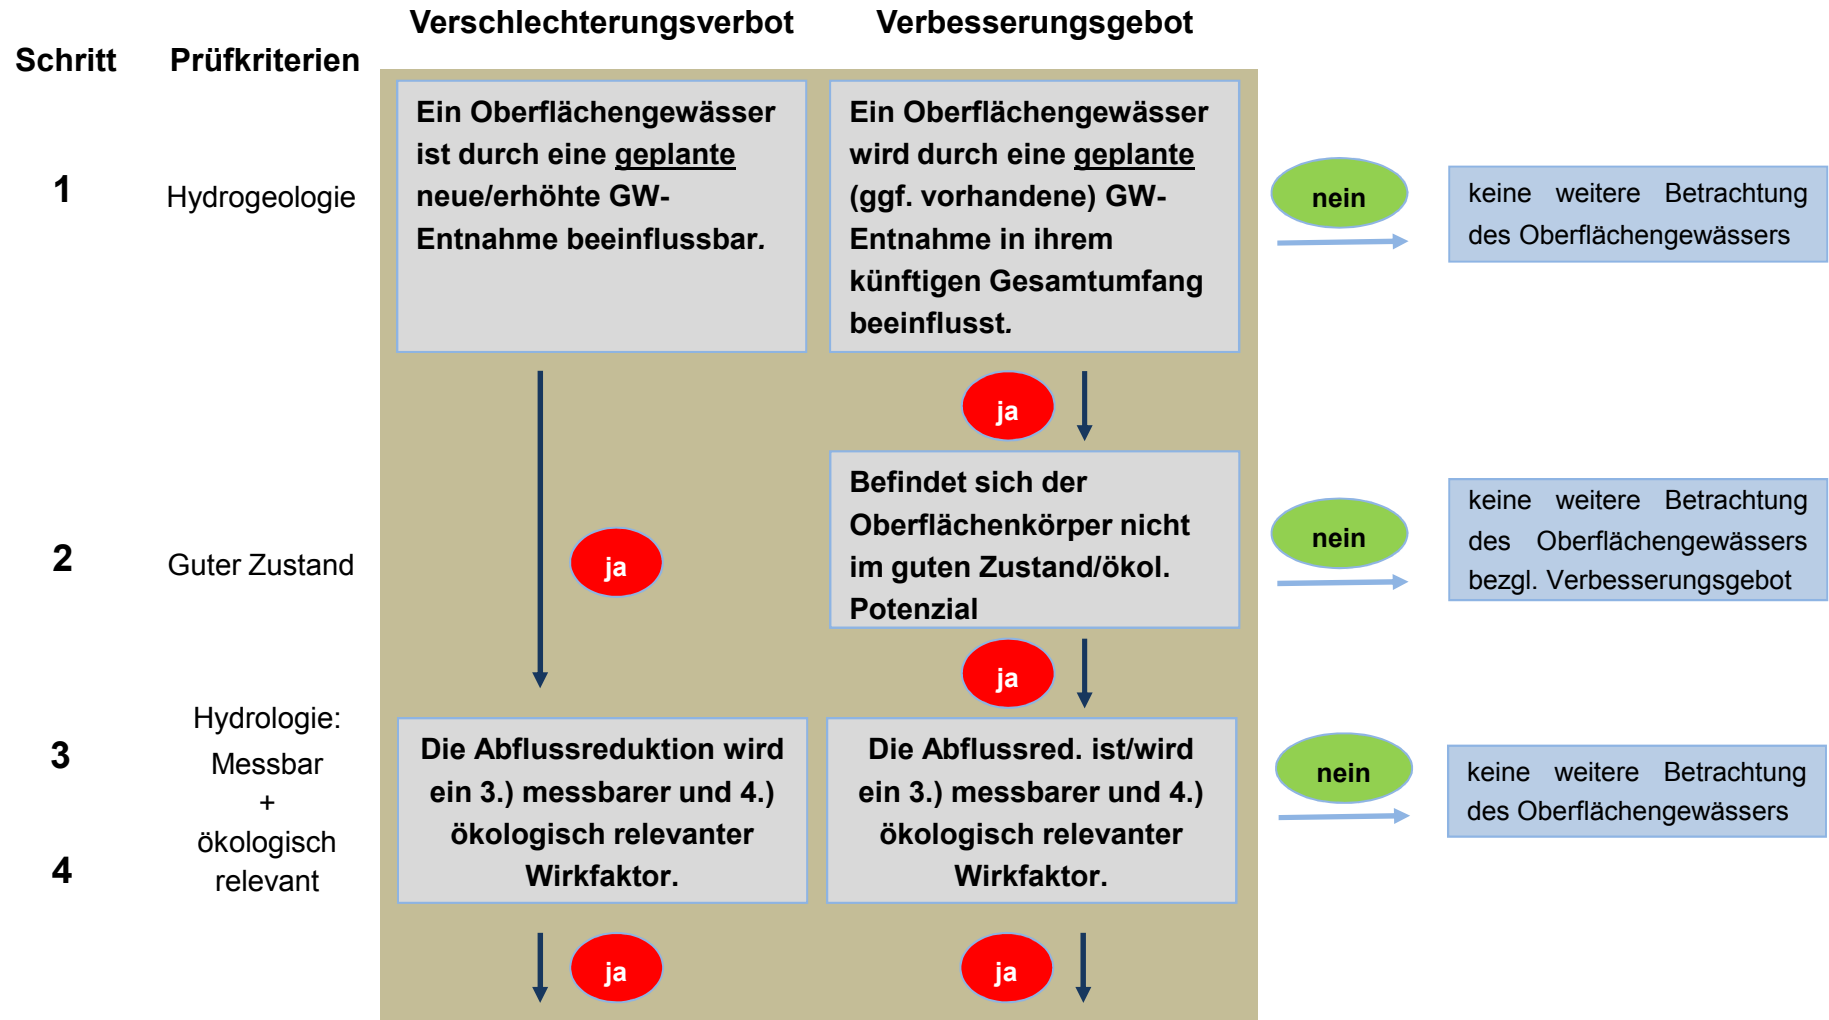 Verschlechterungsverbot
Verbesserungsgebot
Schritt
Prüfkriterien
1
Hydrogeologie
Ein Oberflächengewässer
ist durch eine geplante
neue/erhöhte GW-
Entnahme beeinflussbar.
Ein Oberflächengewässer
wird durch eine geplante
(ggf. vorhandene) GW-
Entnahme in ihrem
künftigen Gesamtumfang
beeinflusst.
nein
keine weitere Betrachtung
des Oberflächengewässers
ja
2
Guter Zustand
ja
Befindet sich der
Oberflächenkörper nicht
im guten Zustand/ökol.
Potenzial
nein
keine weitere Betrachtung
des Oberflächengewässers
bezgl. Verbesserungsgebot
ja
3
4
Hydrologie:
Messbar
+
ökologisch
relevant
Die Abflussreduktion wird
ein 3.) messbarer und 4.)
ökologisch relevanter
Wirkfaktor.
Die Abflussred. ist/wird
ein 3.) messbarer und 4.)
ökologisch relevanter
Wirkfaktor.
nein
keine weitere Betrachtung
des Oberflächengewässers
ja
ja